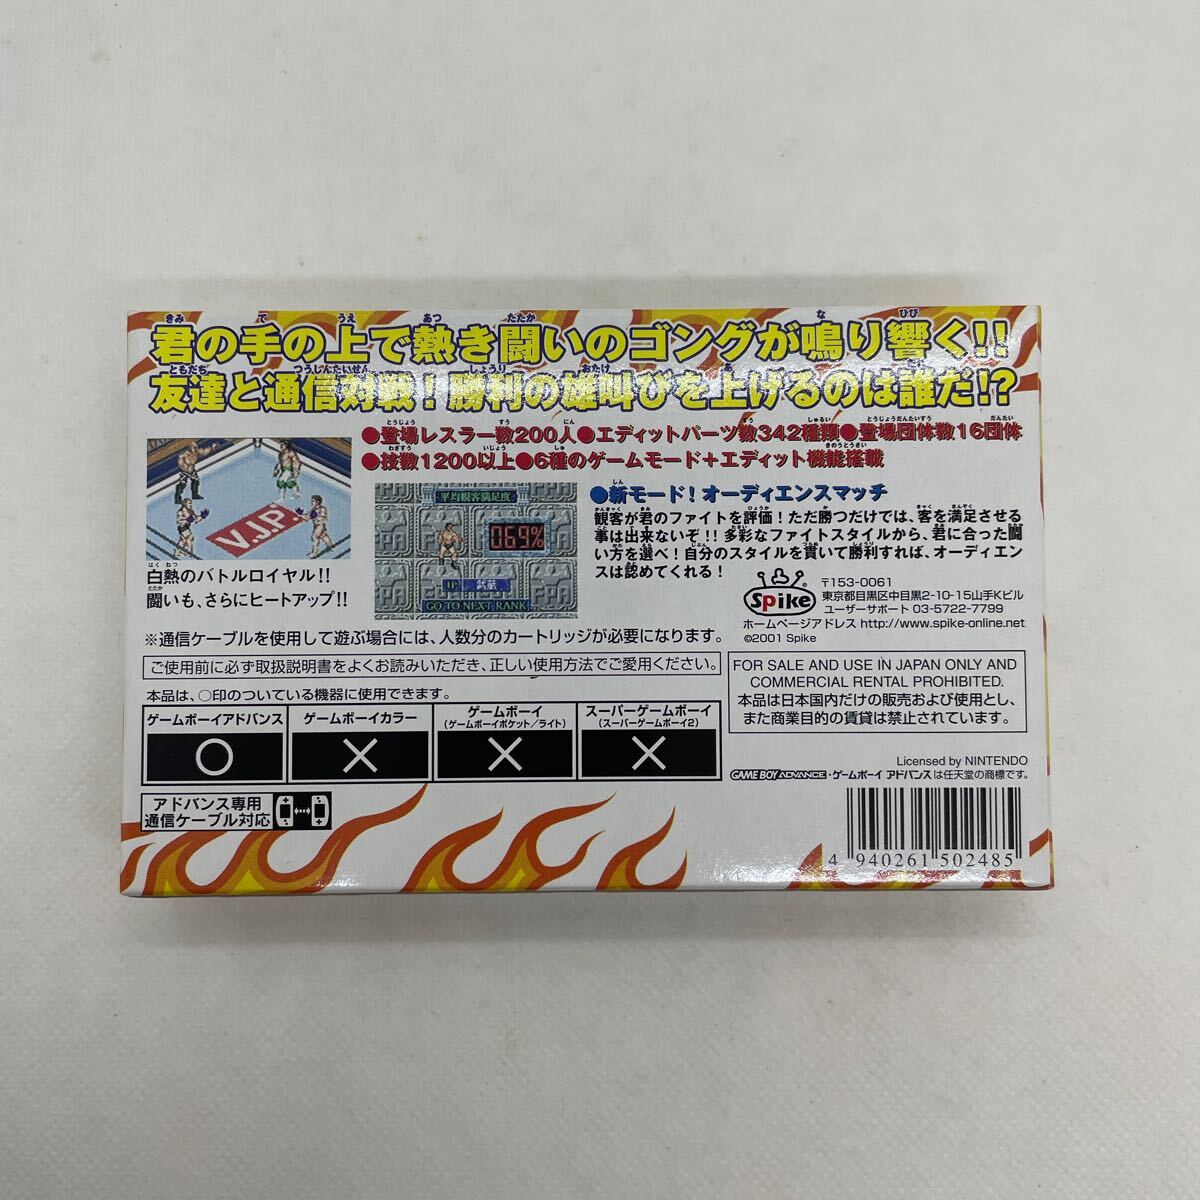 君の手の上で熱き闘いのゴングが鳴り響く!!
友達と通信対戦!勝利の雄叫びを上げるのは誰だ!?
●登場レスラー数200人●エディットパーツ数342種類●登場団体数16団体
●技数1200以上●6種のゲームモード+エディット機能搭載
V.J.P.
白熱のバトルロイヤル!!
闘いも、さらにヒートアップ!!
平均観客満足度
069%
1P 武蔵
GO TO NEXT RANK
●新モード!オーディエンスマッチ
観客が君のファイトを評価!ただ勝つだけでは、客を満足させる
事は出来ないぞ!!多彩なファイトスタイルから、君に合った闘
い方を選べ!自分のスタイルを貫いて勝利すれば、オーディエン
スは認めてくれる!
Spike
〒153-0061
東京都目黒区中目黒2-10-15山手Kビル
ユーザーサポート 03-5722-7799
ホームページアドレス http://www.spike-online.net
©2001 Spike
※通信ケーブルを使用して遊ぶ場合には、人数分のカートリッジが必要になります。
ご使用前に必ず取扱説明書をよくお読みいただき、正しい使用方法でご愛用ください。
本品は、○印のついている機器に使用できます。
ゲームボーイアドバンス
○
ゲームボーイカラー
×
ゲームボーイ
(ゲームボーイポケット/ライト)
×
スーパーゲームボーイ
(スーパーゲームボーイ2)
×
FOR SALE AND USE IN JAPAN ONLY AND
COMMERCIAL RENTAL PROHIBITED.
本品は日本国内だけの販売および使用とし、
また商業目的の賃貸は禁止されています。
Licensed by NINTENDO
GAME BOY ADVANCE・ゲームボーイ アドバンスは任天堂の商標です。
アドバンス専用
通信ケーブル対応
4 940261 502485